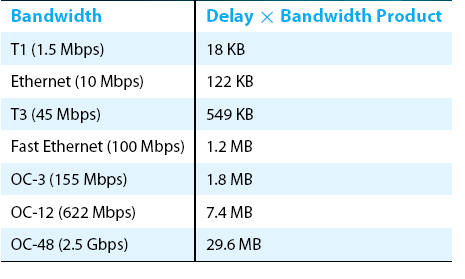 Bandwidth Delay × Bandwidth Product
T1 (1.5 Mbps) 18 KB
Ethernet (10 Mbps) 122 KB
T3 (45 Mbps) 549 KB
Fast Ethernet (100 Mbps) 1.2 MB
OC-3 (155 Mbps) 1.8 MB
OC-12 (622 Mbps) 7.4 MB
OC-48 (2.5 Gbps) 29.6 MB